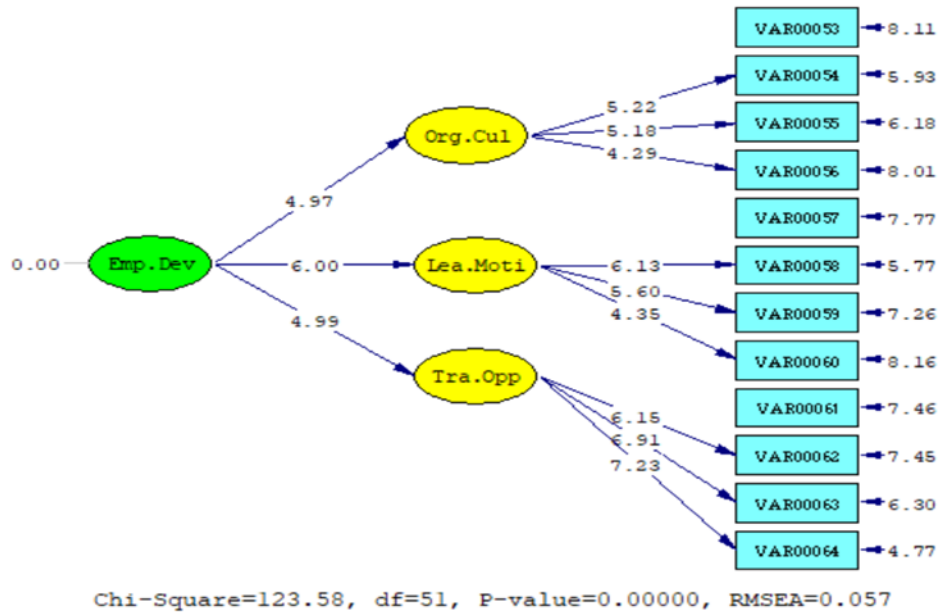 VAR00053 8.11
VAR00054 5.93
5.22
Org.Cul 5.18 VAR00055 6.18
4.29
VAR00056 8.01
4.97
VAR00057 7.77
0.00 Emp.Dev 6.00 Lea.Moti 6.13 VAR00058 5.77
5.60
VAR00059 7.26
4.99 4.35
VAR00060 8.16
Tra.Opp
VAR00061 7.46
6.15
6.91 VAR00062 7.45
7.23
VAR00063 6.30
VAR00064 4.77
Chi-Square=123.58, df=51, P-value=0.00000, RMSEA=0.057